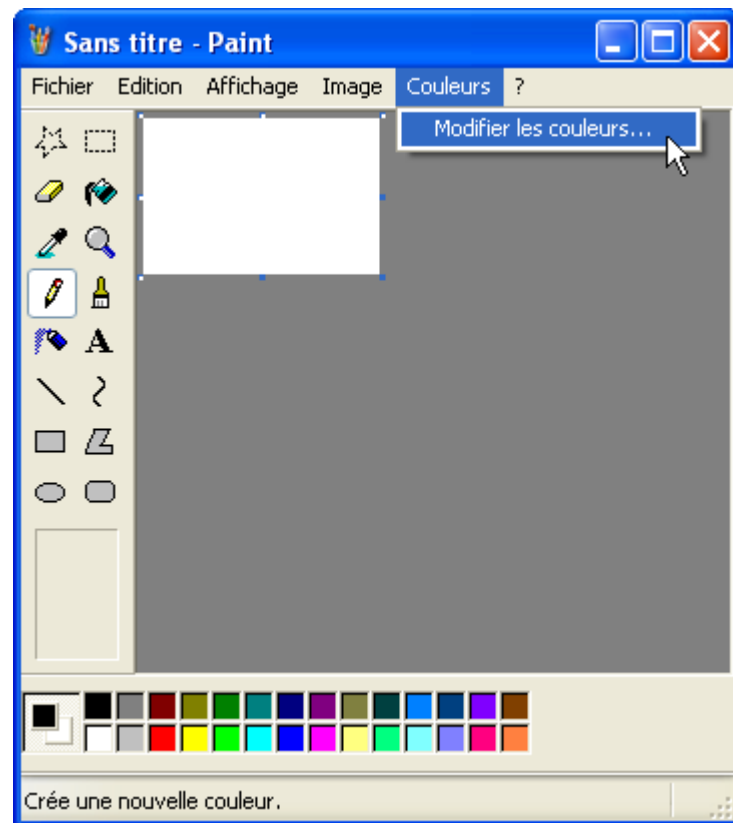 Sans titre - Paint
Fichier Edition Affichage Image Couleurs ?
Modifier les couleurs...
A
Crée une nouvelle couleur.